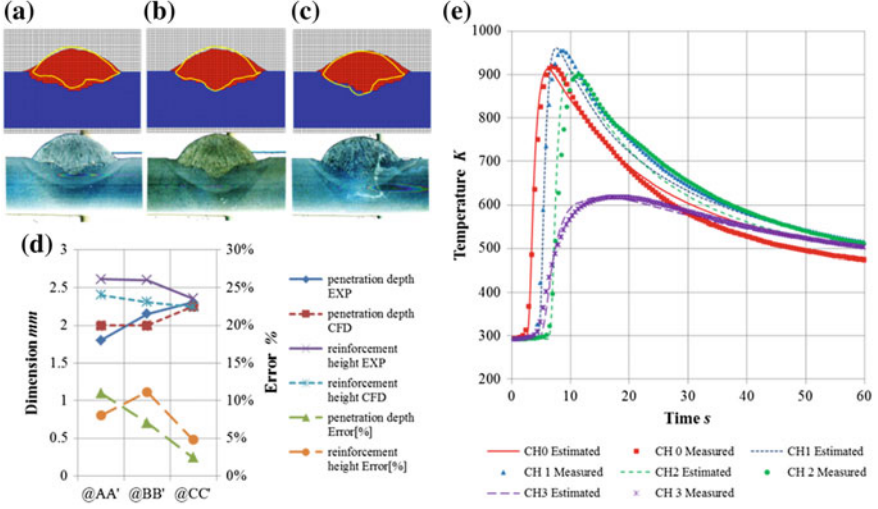 (a)
(b)
(c)
(d)
3
2.5
2
1.5
1
0.5
0
Dimension mm
30%
25%
20%
15%
10%
5%
0%
Error %
@AA'
@BB'
@CC'
penetration depth
EXP
penetration depth
CFD
reinforcement
height EXP
reinforcement
height CFD
penetration depth
Error[%]
reinforcement
height Error[%]
(e)
1000
900
800
700
600
500
400
300
200
Temperature K
0
10
20
30
40
50
60
Time s
CH0 Estimated
CH 0 Measured
CH1 Estimated
CH 1 Measured
CH2 Estimated
CH 2 Measured
CH3 Estimated
CH 3 Measured